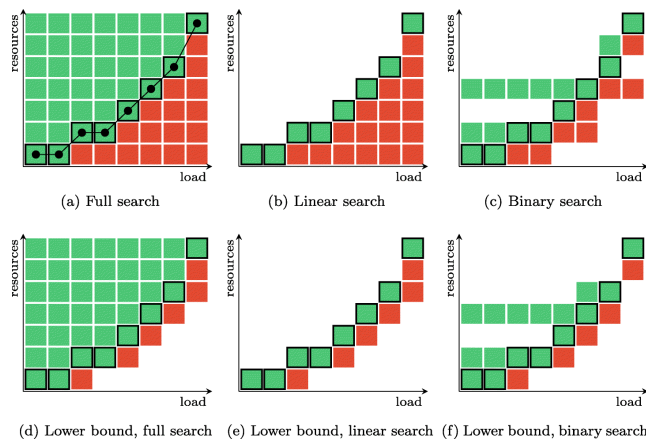 resources
load
(a) Full search
resources
load
(b) Linear search
resources
load
(c) Binary search
resources
load
(d) Lower bound, full search
resources
load
(e) Lower bound, linear search
resources
load
(f) Lower bound, binary search